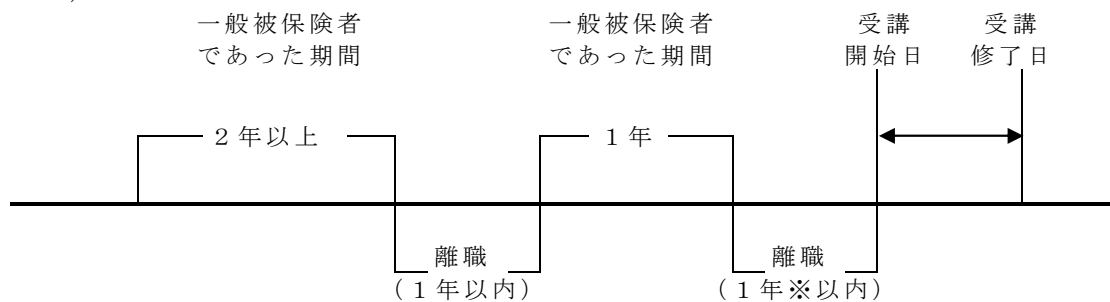 一般被保険者
であった期間
一般被保険者
であった期間
受講
開始日
受講
修了日
2年以上
1年
離職
(1年以内)
離職
(1年※以内)